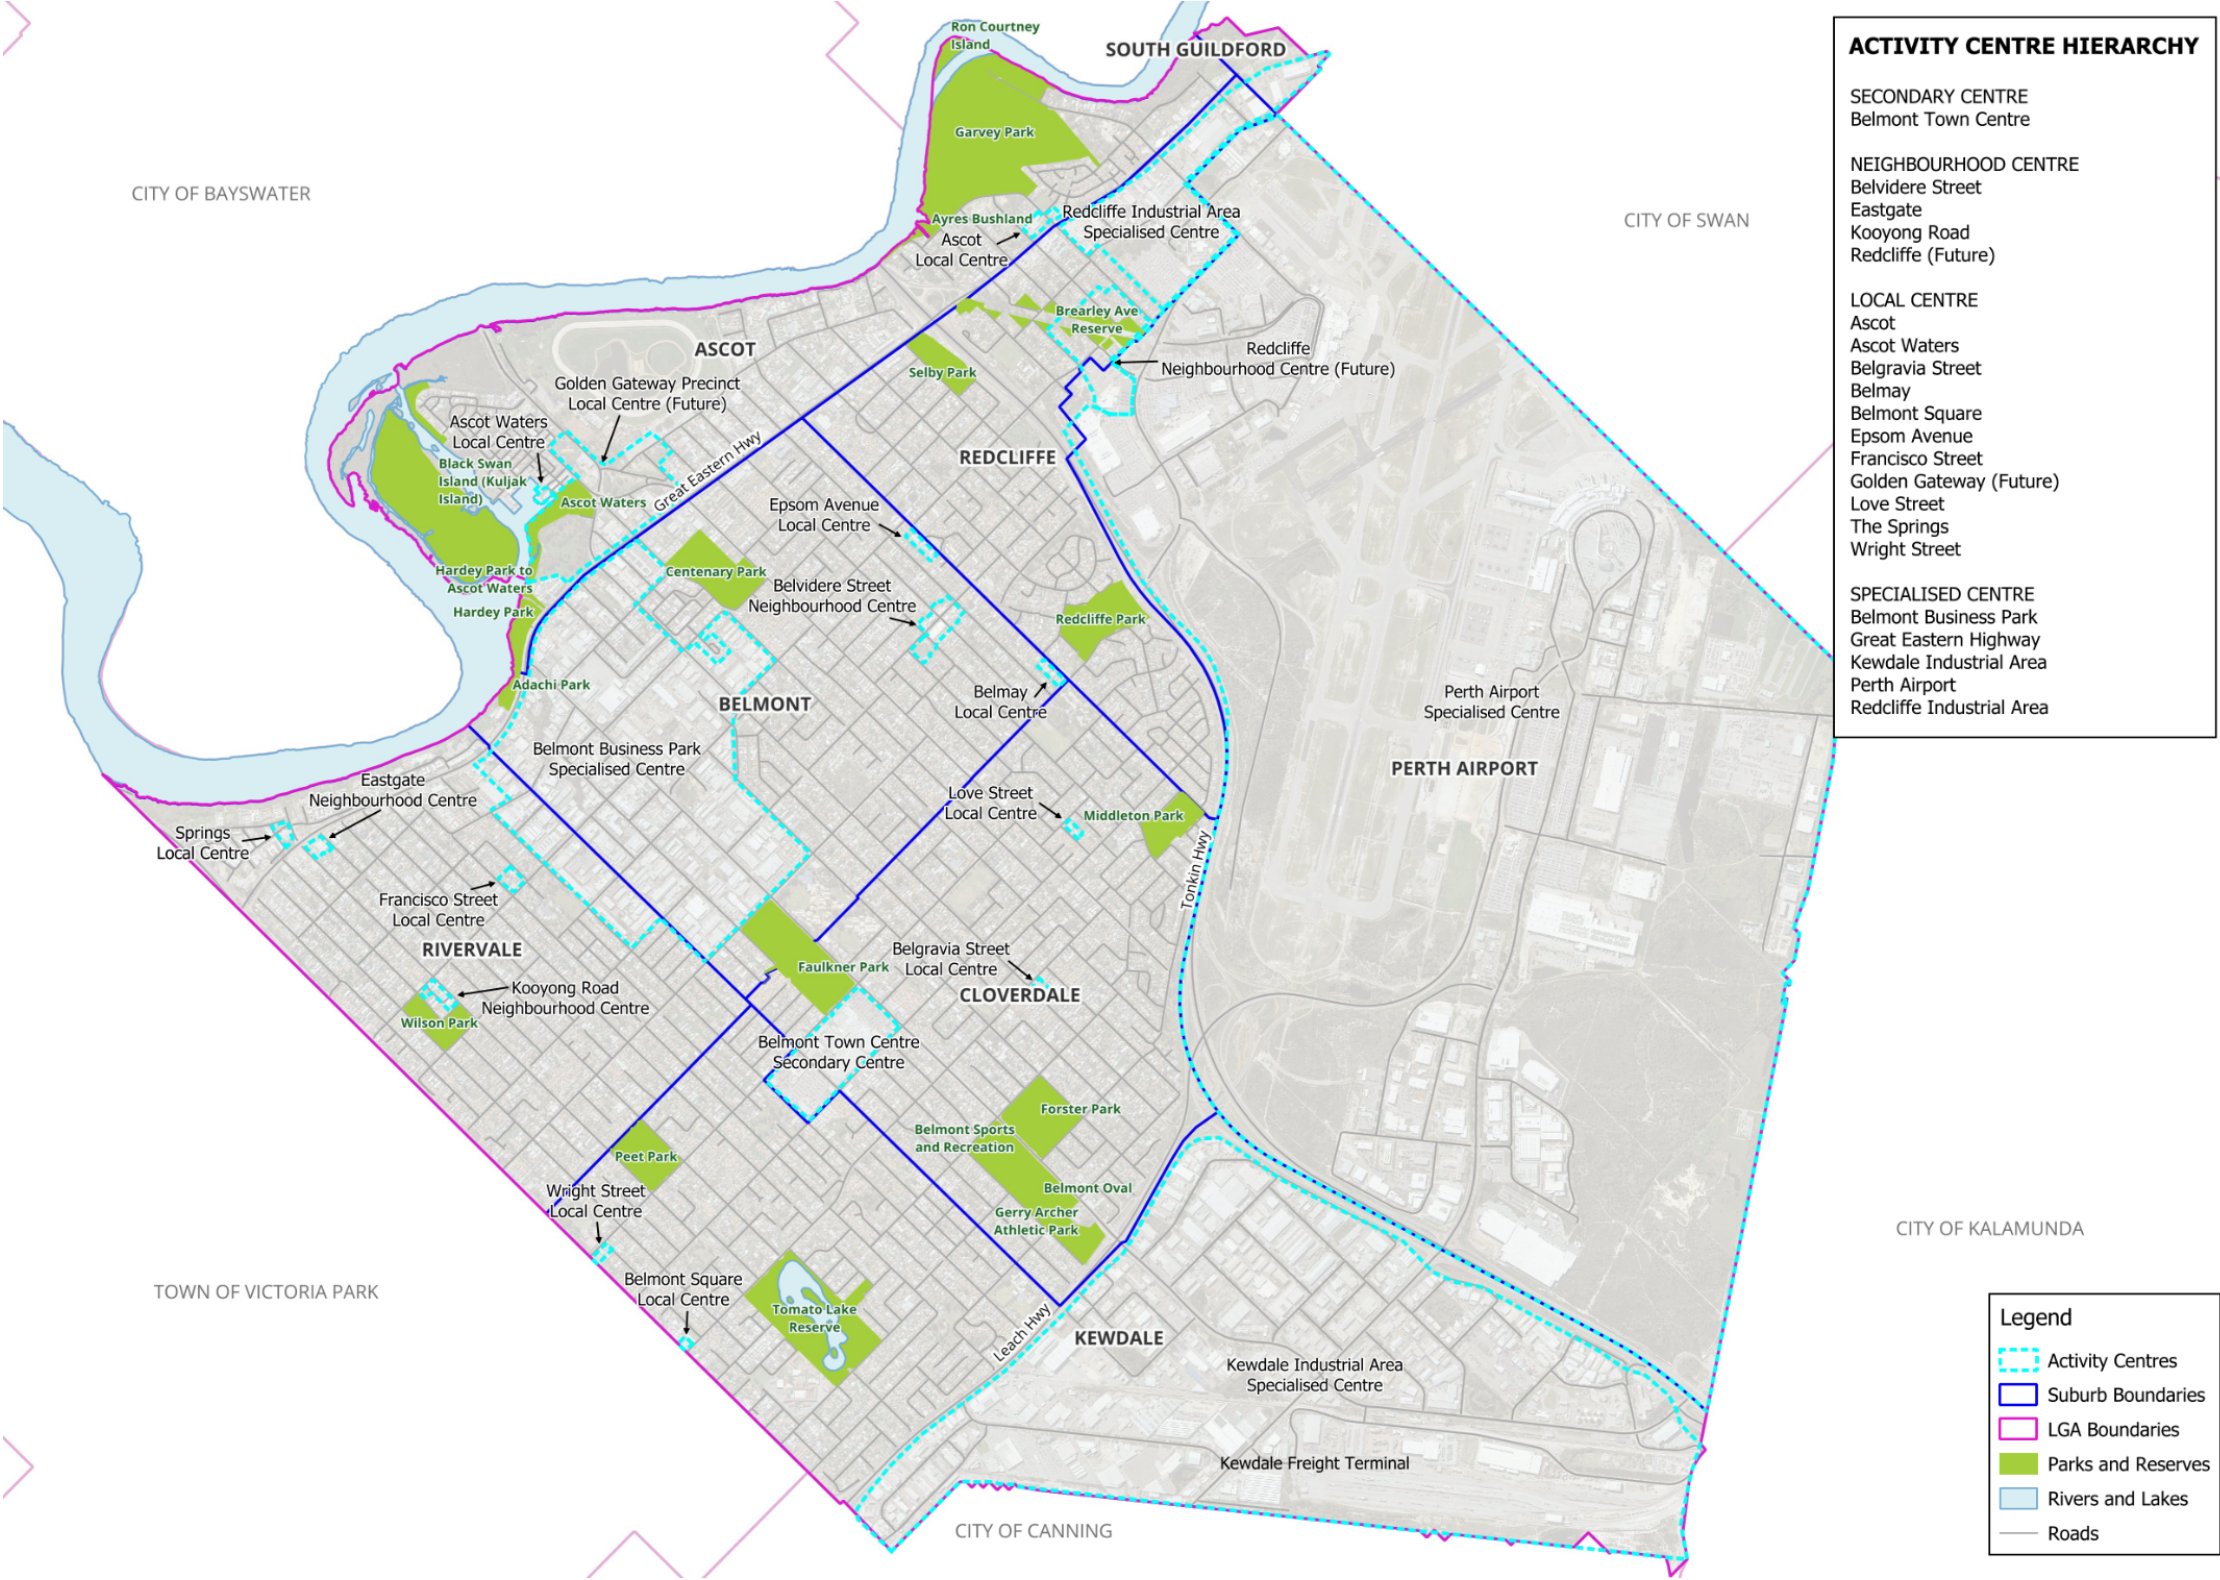 Ron Courtney
Island
SOUTH GUILDFORD
Garvey Park
CITY OF BAYSWATER
CITY OF SWAN
Ayres Bushland
Ascot
Local Centre
Redcliffe Industrial Area
Specialised Centre
Brearley Ave
Reserve
ASCOT
Redcliffe
Neighbourhood Centre (Future)
Selby Park
Golden Gateway Precinct
Local Centre (Future)
Ascot Waters
Local Centre
Great Eastern Hwy
REDCLIFFE
Black Swan
Island (Kuljak
Island)
Ascot Waters
Epsom Avenue
Local Centre
Hardey Park to
Ascot Waters
Centenary Park
Belvidere Street
Neighbourhood Centre
Hardey Park
Redcliffe Park
Adachi Park
BELMONT
Belmay
Local Centre
Perth Airport
Specialised Centre
Belmont Business Park
Specialised Centre
PERTH AIRPORT
Eastgate
Neighbourhood Centre
Love Street
Local Centre
Middleton Park
Springs
Local Centre
Tonkin Hwy
Francisco Street
Local Centre
RIVERVALE
Belgravia Street
Local Centre
Faulkner Park
CLOVERDALE
Kooyong Road
Neighbourhood Centre
Wilson Park
Belmont Town Centre
Secondary Centre
Forster Park
Belmont Sports
and Recreation
Peet Park
Belmont Oval
Wright Street
Local Centre
Gerry Archer
Athletic Park
CITY OF KALAMUNDA
TOWN OF VICTORIA PARK
Belmont Square
Local Centre
Tomato Lake
Reserve
Leach Hwy
KEWDALE
Kewdale Industrial Area
Specialised Centre
Kewdale Freight Terminal
CITY OF CANNING
ACTIVITY CENTRE HIERARCHY
SECONDARY CENTRE
Belmont Town Centre
NEIGHBOURHOOD CENTRE
Belvidere Street
Eastgate
Kooyong Road
Redcliffe (Future)
LOCAL CENTRE
Ascot
Ascot Waters
Belgravia Street
Belmay
Belmont Square
Epsom Avenue
Francisco Street
Golden Gateway (Future)
Love Street
The Springs
Wright Street
SPECIALISED CENTRE
Belmont Business Park
Great Eastern Highway
Kewdale Industrial Area
Perth Airport
Redcliffe Industrial Area
Legend
Activity Centres
Suburb Boundaries
LGA Boundaries
Parks and Reserves
Rivers and Lakes
Roads